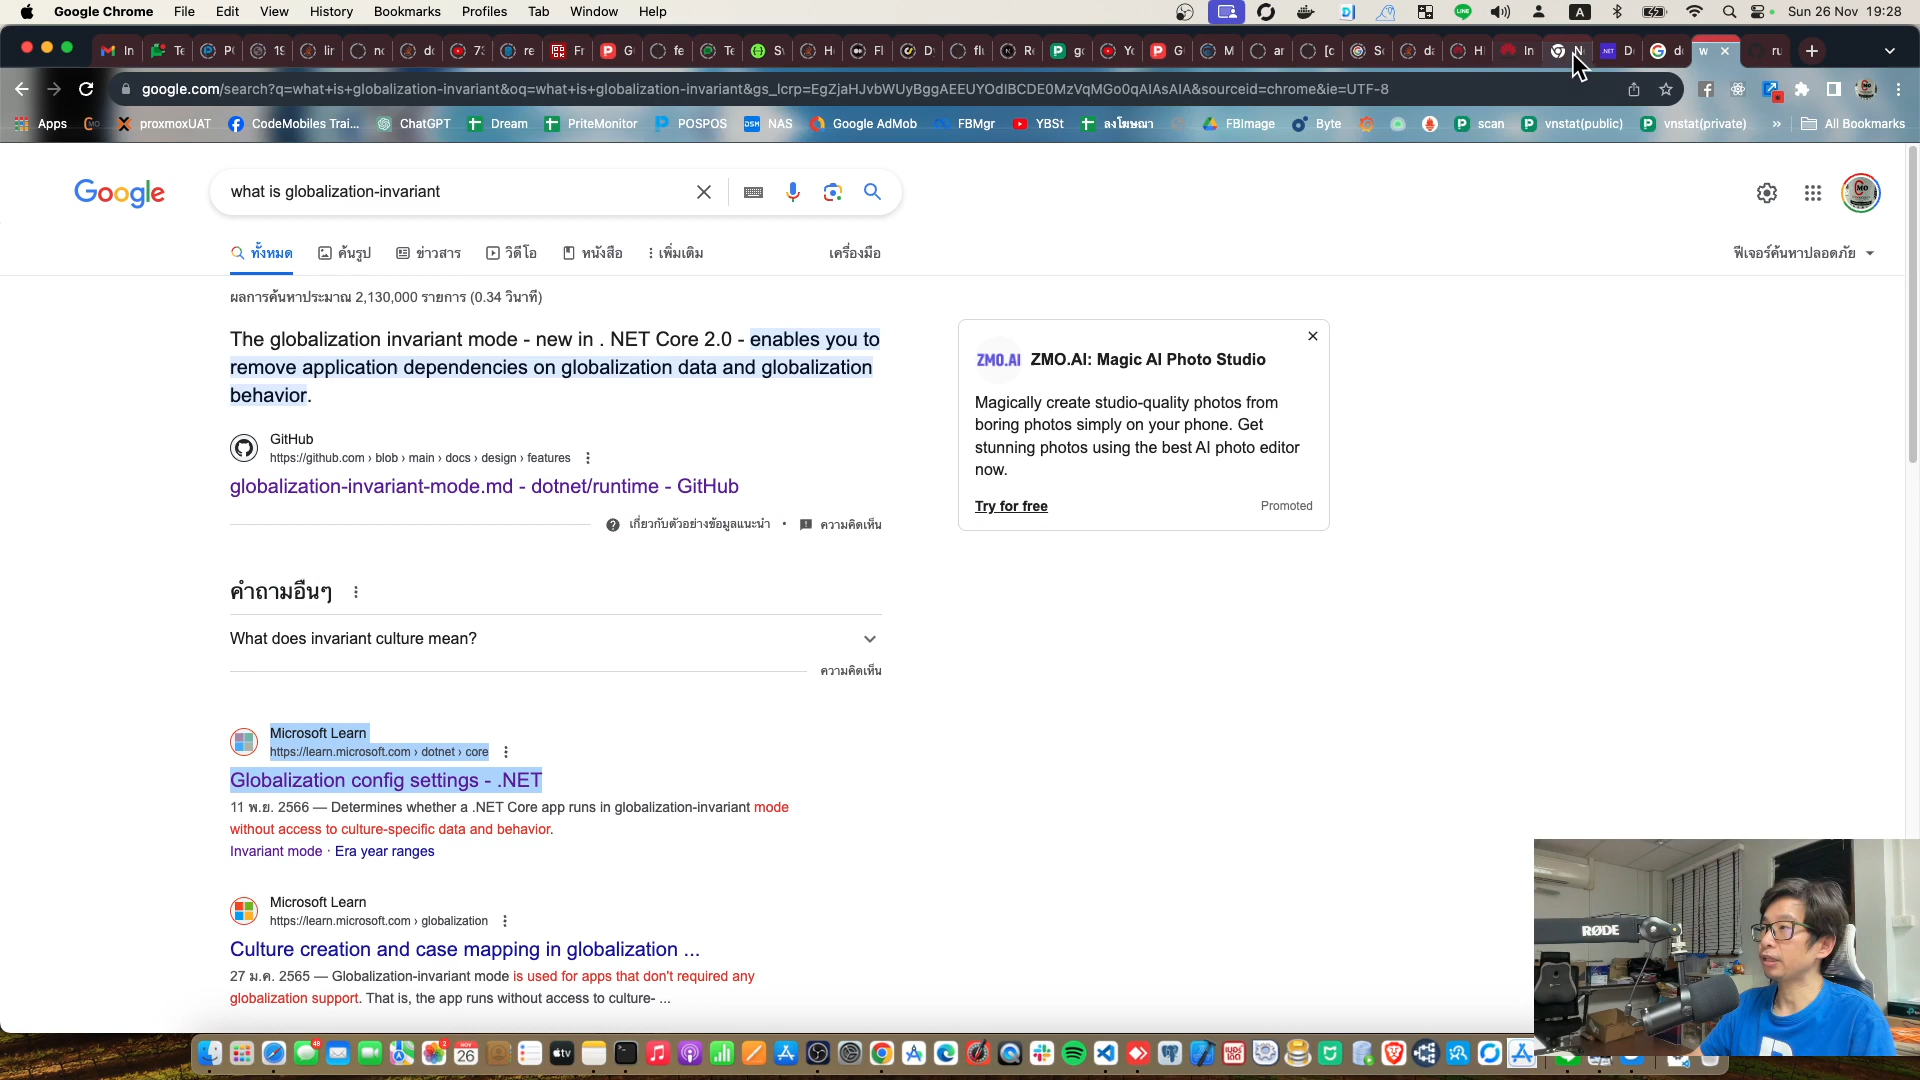 Google Chrome File Edit View History Bookmarks Profiles Tab Window Help Sun 26 Nov 19:28
google.com/search?q=what+is+globalization-invariant&oq=what+is+globalization-invariant&gs_lcrp=EgZjaHJvbWUyBggAEEUYOdIBCDE0MzVqMGo0qAIAsAIA&sourceid=chrome&ie=UTF-8
Apps proxmoxUAT CodeMobiles Trai... ChatGPT Dream PriteMonitor POSPOS NAS Google AdMob FBMgr YBSt ลงโฆษณา FBImage Byte scan vnstat(public) vnstat(private) » All Bookmarks
Google
what is globalization-invariant
ทั้งหมด ค้นรูป ข่าวสาร วิดีโอ หนังสือ เพิ่มเติม เครื่องมือ ฟีเจอร์ค้นหาปลอดภัย
ผลการค้นหาประมาณ 2,130,000 รายการ (0.34 วินาที)
The globalization invariant mode - new in . NET Core 2.0 - enables you to
remove application dependencies on globalization data and globalization
behavior.
GitHub
https://github.com › blob › main › docs › design › features
globalization-invariant-mode.md - dotnet/runtime - GitHub
เกี่ยวกับตัวอย่างข้อมูลแนะนำ • ความคิดเห็น
ZMO.AI
ZMO.AI: Magic AI Photo Studio
Magically create studio-quality photos from
boring photos simply on your phone. Get
stunning photos using the best AI photo editor
now.
Try for free Promoted
คำถามอื่นๆ
What does invariant culture mean?
ความคิดเห็น
Microsoft Learn
https://learn.microsoft.com › dotnet › core
Globalization config settings - .NET
11 พ.ย. 2566 — Determines whether a .NET Core app runs in globalization-invariant mode
without access to culture-specific data and behavior.
Invariant mode · Era year ranges
Microsoft Learn
https://learn.microsoft.com › globalization
Culture creation and case mapping in globalization ...
27 ม.ค. 2565 — Globalization-invariant mode is used for apps that don't required any
globalization support. That is, the app runs without access to culture- ...
RØDE